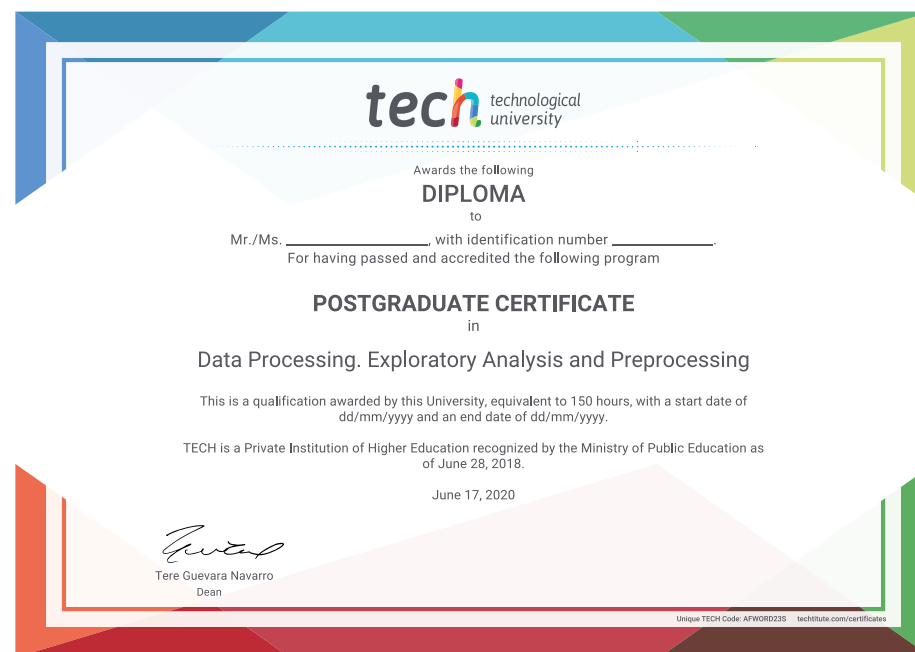 tech technological
university
Awards the following
DIPLOMA
to
Mr./Ms. ____________________, with identification number ______________.
For having passed and accredited the following program
POSTGRADUATE CERTIFICATE
in
Data Processing. Exploratory Analysis and Preprocessing
This is a qualification awarded by this University, equivalent to 150 hours, with a start date of
dd/mm/yyyy and an end date of dd/mm/yyyy.
TECH is a Private Institution of Higher Education recognized by the Ministry of Public Education as
of June 28, 2018.
June 17, 2020
Tere Guevara Navarro
Dean
Unique TECH Code: AFWORD23S techtitute.com/certificates